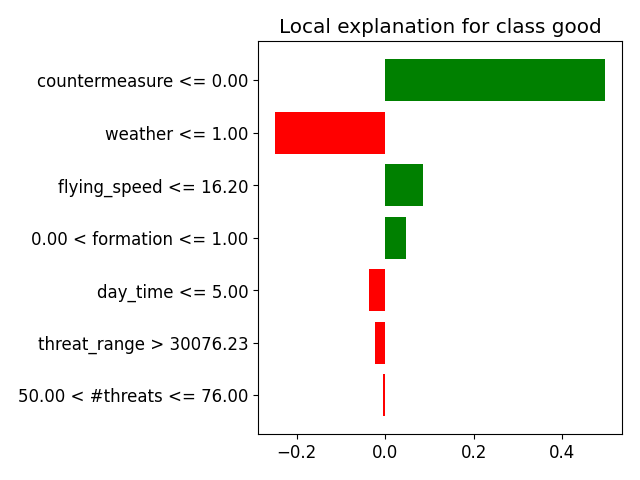 Local explanation for class good
countermeasure <= 0.00
weather <= 1.00
flying_speed <= 16.20
0.00 < formation <= 1.00
day_time <= 5.00
threat_range > 30076.23
50.00 < #threats <= 76.00
−0.2 0.0 0.2 0.4